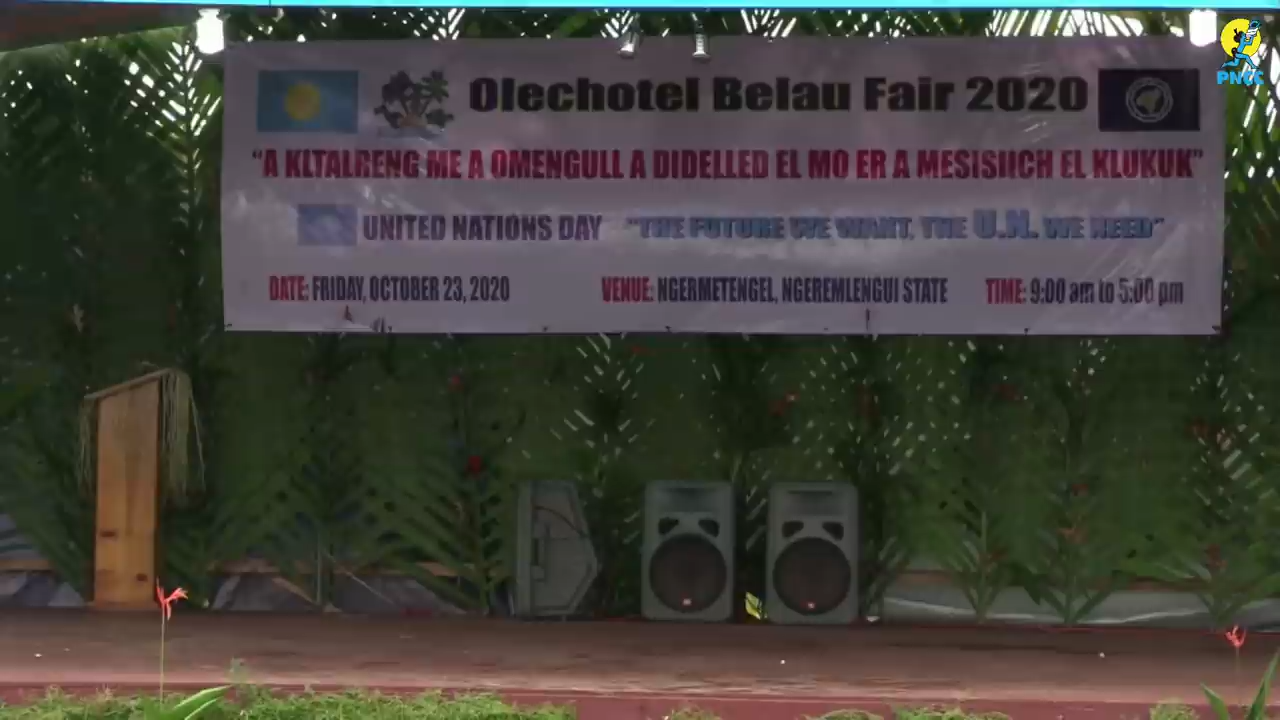 PNCC
Olechotel Belau Fair 2020
"A KLTALRENG ME A OMENGULL A DIDELLED EL MO ER A MESISIICH EL KLUKUK"
UNITED NATIONS DAY "THE FUTURE WE WANT, THE U.N. WE NEED"
DATE: FRIDAY, OCTOBER 23, 2020 VENUE: NGERMETENGEL, NGEREMLENGUI STATE TIME: 9:00 am to 5:00 pm